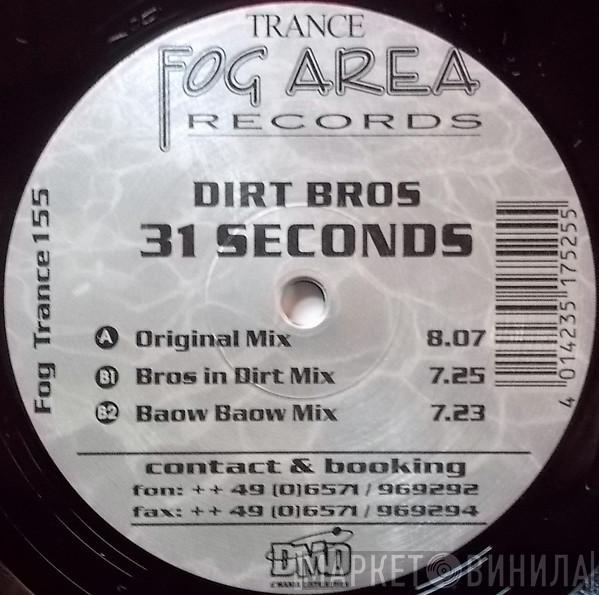 TRANCE
FOG AREA
RECORDS
DIRT BROS
31 SECONDS
Fog Trance 155
A Original Mix 8.07
B1 Bros in Dirt Mix 7.25
B2 Baow Baow Mix 7.23
4 014235 175255
contact & booking
fon: ++ 49 (0)6571 / 969292
fax: ++ 49 (0)6571 / 969294
DMD
МАРКЕТ ВИНИЛА